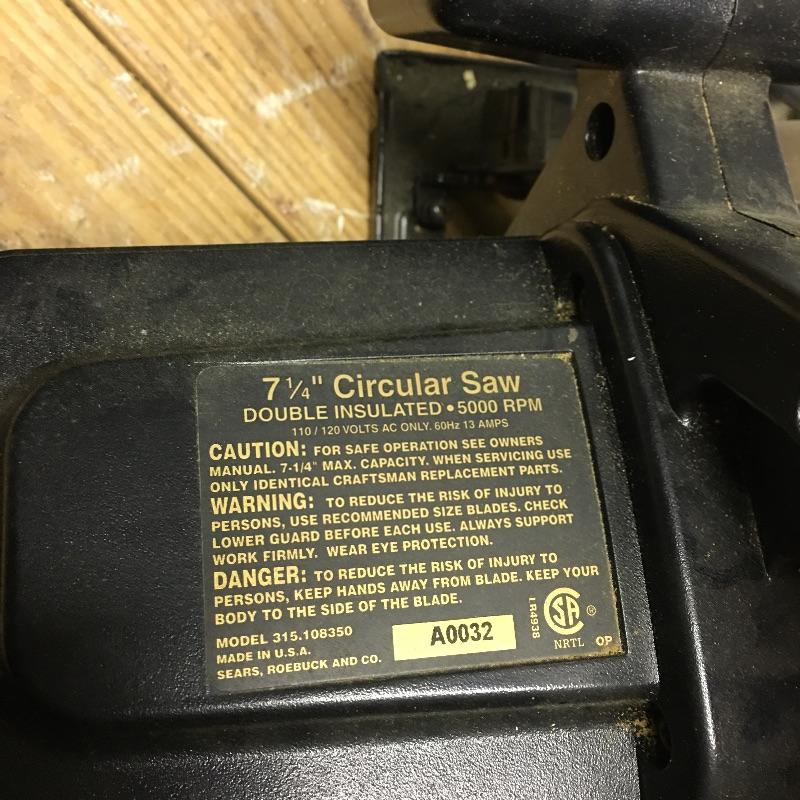 7 1/4" Circular Saw
DOUBLE INSULATED • 5000 RPM
110 / 120 VOLTS AC ONLY. 60Hz 13 AMPS
CAUTION: FOR SAFE OPERATION SEE OWNERS
MANUAL. 7-1/4" MAX. CAPACITY. WHEN SERVICING USE
ONLY IDENTICAL CRAFTSMAN REPLACEMENT PARTS.
WARNING: TO REDUCE THE RISK OF INJURY TO
PERSONS, USE RECOMMENDED SIZE BLADES. CHECK
LOWER GUARD BEFORE EACH USE. ALWAYS SUPPORT
WORK FIRMLY. WEAR EYE PROTECTION.
DANGER: TO REDUCE THE RISK OF INJURY TO
PERSONS, KEEP HANDS AWAY FROM BLADE. KEEP YOUR
BODY TO THE SIDE OF THE BLADE.
MODEL 315.108350
MADE IN U.S.A.
SEARS, ROEBUCK AND CO.
A0032
LR4938
SA ®
NRTL OP